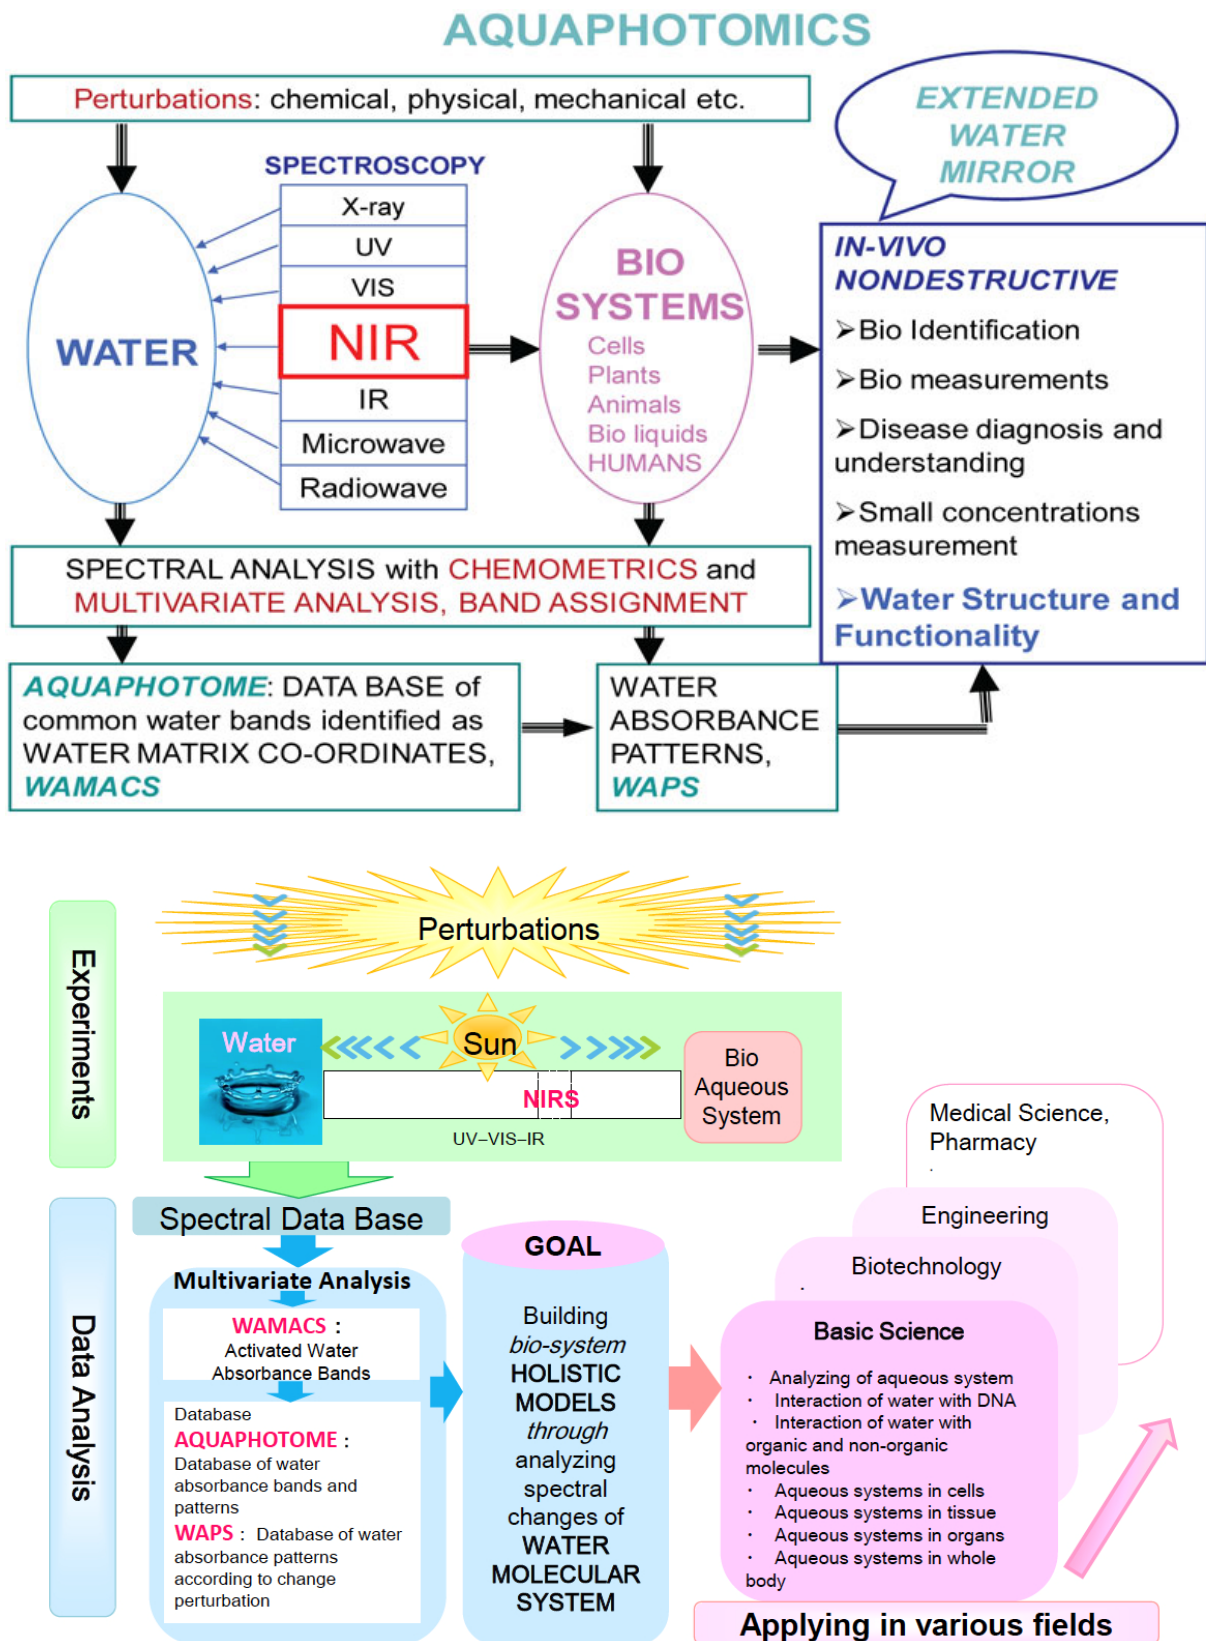 AQUAPHOTOMICS
Perturbations: chemical, physical, mechanical etc.
EXTENDED
WATER
MIRROR
SPECTROSCOPY
X-ray
UV
VIS
NIR
IR
Microwave
Radiowave
WATER
BIO
SYSTEMS
Cells
Plants
Animals
Bio liquids
HUMANS
IN-VIVO
NONDESTRUCTIVE
➢Bio Identification
➢Bio measurements
➢Disease diagnosis and
understanding
➢Small concentrations
measurement
➢Water Structure and
Functionality
SPECTRAL ANALYSIS with CHEMOMETRICS and
MULTIVARIATE ANALYSIS, BAND ASSIGNMENT
AQUAPHOTOME: DATA BASE of
common water bands identified as
WATER MATRIX CO-ORDINATES,
WAMACS
WATER
ABSORBANCE
PATTERNS,
WAPS
Experiments
Perturbations
Water
Sun
NIRS
UV–VIS–IR
Bio
Aqueous
System
Data Analysis
Spectral Data Base
Multivariate Analysis
WAMACS :
Activated Water
Absorbance Bands
Database
AQUAPHOTOME :
Database of water
absorbance bands and
patterns
WAPS : Database of water
absorbance patterns
according to change
perturbation
GOAL
Building
bio-system
HOLISTIC
MODELS
through
analyzing
spectral
changes of
WATER
MOLECULAR
SYSTEM
Medical Science,
Pharmacy
.
Engineering
Biotechnology
.
Basic Science
・ Analyzing of aqueous system
・ Interaction of water with DNA
・ Interaction of water with
organic and non-organic
molecules
・ Aqueous systems in cells
・ Aqueous systems in tissue
・ Aqueous systems in organs
・ Aqueous systems in whole
body
Applying in various fields